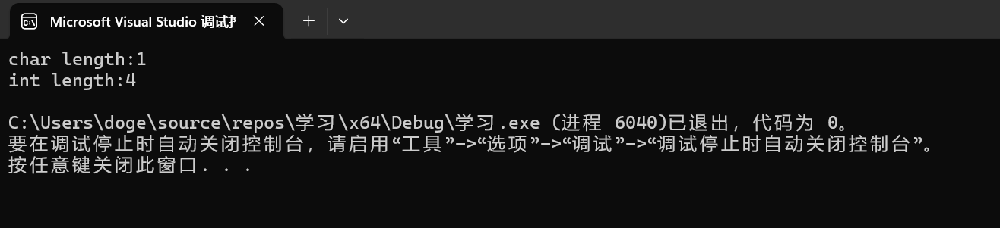 Microsoft Visual Studio 调试控
char length:1
int length:4
C:\Users\doge\source\repos\学习\x64\Debug\学习.exe (进程 6040)已退出，代码为 0。
要在调试停止时自动关闭控制台，请启用“工具”->“选项”->“调试”->“调试停止时自动关闭控制台”。
按任意键关闭此窗口. . .